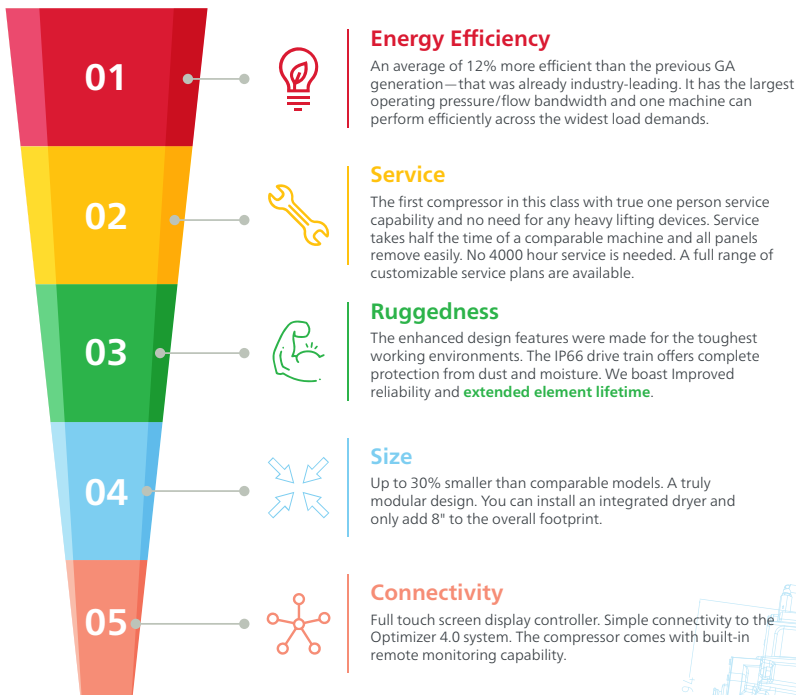 01
Energy Efficiency
An average of 12% more efficient than the previous GA
generation—that was already industry-leading. It has the largest
operating pressure/flow bandwidth and one machine can
perform efficiently across the widest load demands.
02
Service
The first compressor in this class with true one person service
capability and no need for any heavy lifting devices. Service
takes half the time of a comparable machine and all panels
remove easily. No 4000 hour service is needed. A full range of
customizable service plans are available.
03
Ruggedness
The enhanced design features were made for the toughest
working environments. The IP66 drive train offers complete
protection from dust and moisture. We boast Improved
reliability and extended element lifetime.
04
Size
Up to 30% smaller than comparable models. A truly
modular design. You can install an integrated dryer and
only add 8" to the overall footprint.
05
Connectivity
Full touch screen display controller. Simple connectivity to the
Optimizer 4.0 system. The compressor comes with built-in
remote monitoring capability.